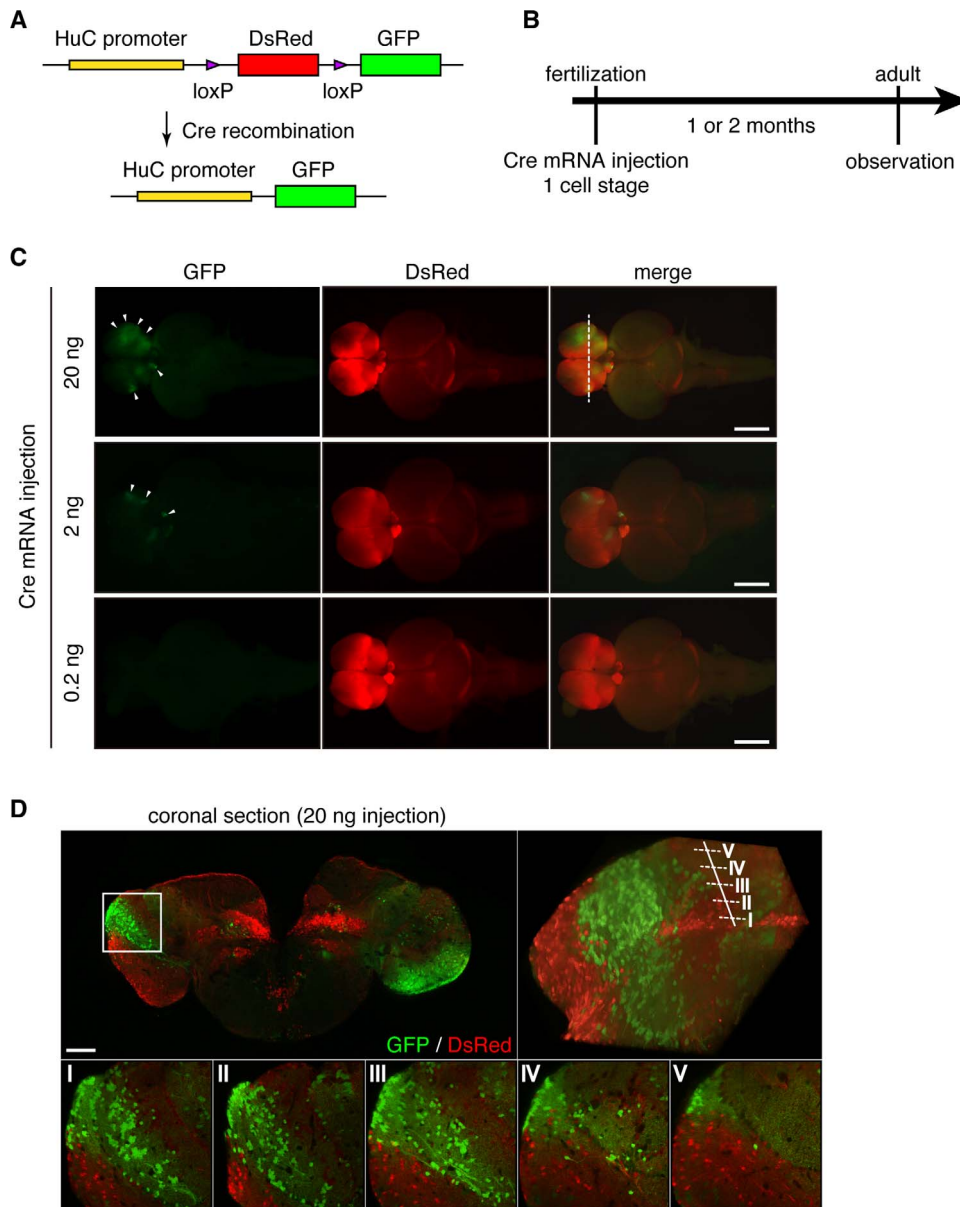 A
HuC promoter DsRed GFP
loxP loxP
Cre recombination
HuC promoter GFP
B
fertilization adult
1 or 2 months
Cre mRNA injection observation
1 cell stage
C
GFP DsRed merge
Cre mRNA injection
20 ng
2 ng
0.2 ng
D
coronal section (20 ng injection)
V
IV
III
II
I
GFP / DsRed
I II III IV V